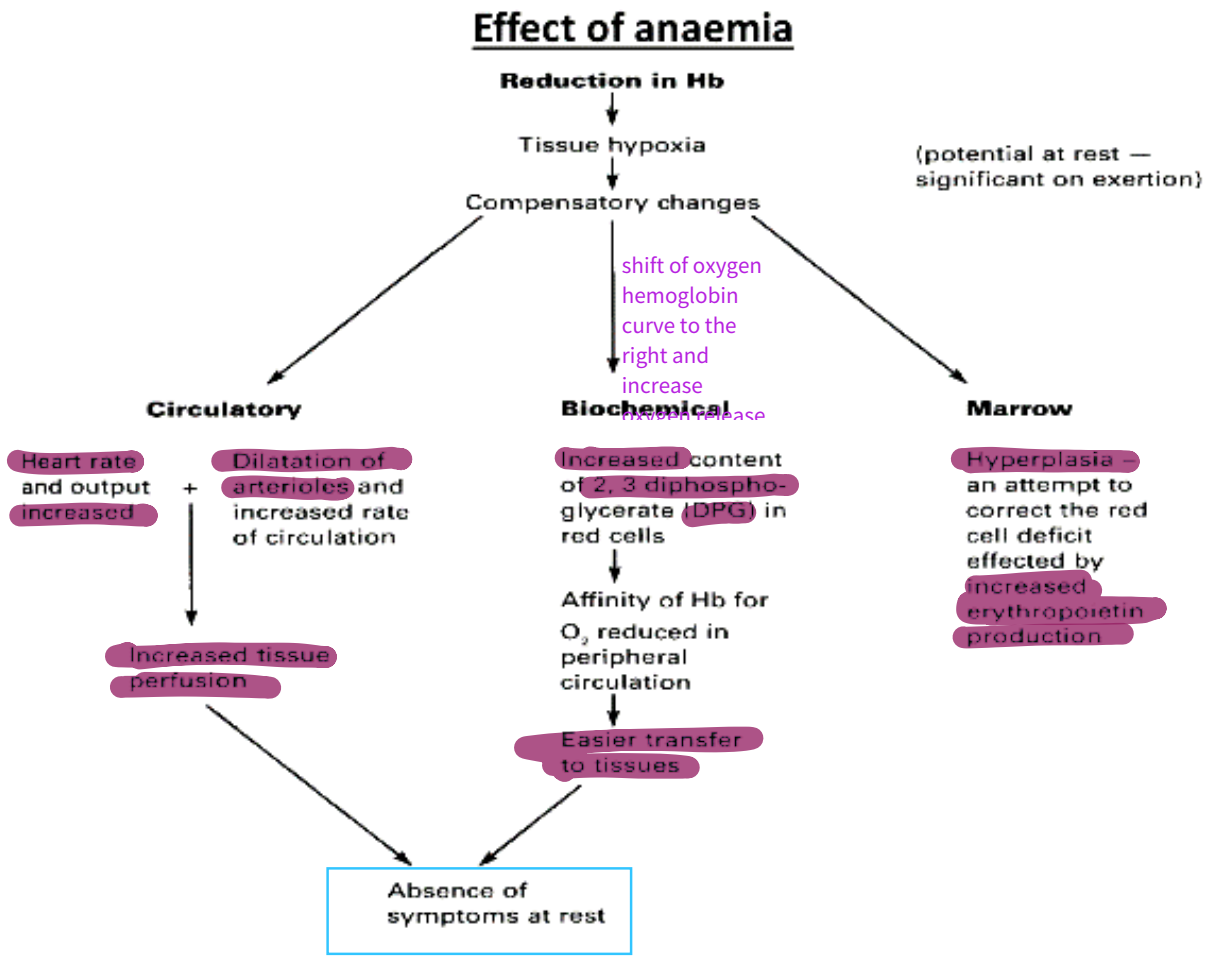 Effect of anaemia
Reduction in Hb
Tissue hypoxia
(potential at rest —
significant on exertion)
Compensatory changes
shift of oxygen
hemoglobin
curve to the
right and
increase
oxygen release
Circulatory
Heart rate
and output
increased
+
Dilatation of
arterioles and
increased rate
of circulation
Increased tissue
perfusion
Biochemical
Increased content
of 2, 3 diphospho-
glycerate (DPG) in
red cells
Affinity of Hb for
O₂ reduced in
peripheral
circulation
Easier transfer
to tissues
Marrow
Hyperplasia –
an attempt to
correct the red
cell deficit
effected by
increased
erythropoietin
production
Absence of
symptoms at rest